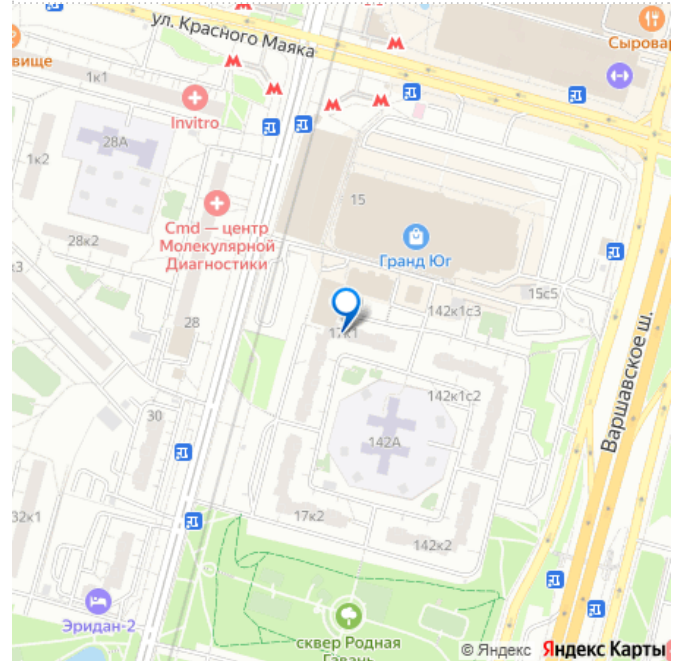 ул. Красного Маяка
Сыровар
вище
1к1
Invitro
28А
1к2
15
Cmd — центр
Молекулярной
Диагностики
28к2
Гранд Юг
к3
15с5
142к1с3
28
17к1
Варшавское ш.
142к1с2
30
142А
32к1
17к2
142к2
Эридан-2
сквер Родная
Гавань
© Яндекс Яндекс Карты